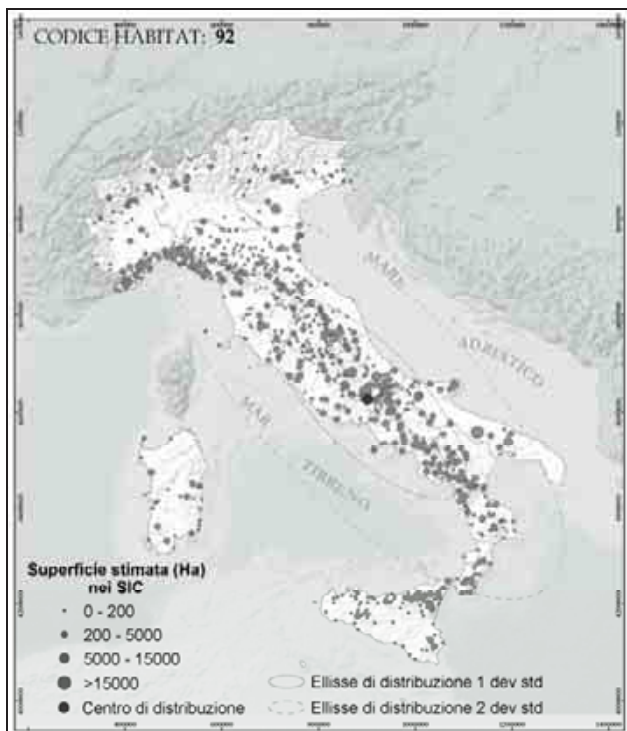 CODICE HABITAT: 92
MARE
ADRIATICO
MAR
TIRRENO
Superficie stimata (Ha)
nei SIC
0 - 200
200 - 5000
5000 - 15000
>15000
Centro di distribuzione
Ellisse di distribuzione 1 dev std
Ellisse di distribuzione 2 dev std